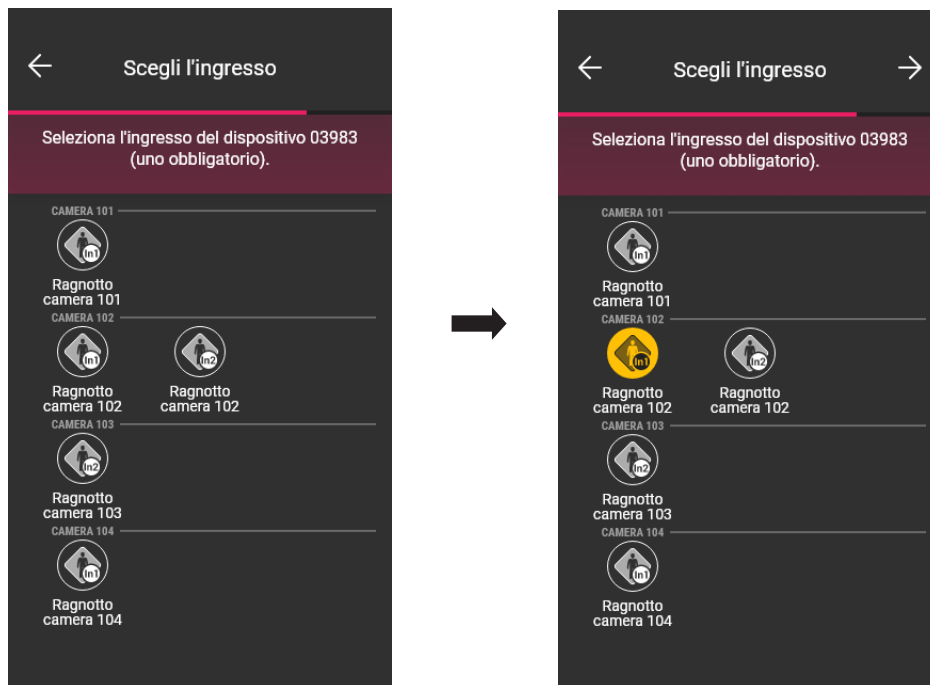 Scegli l'ingresso
Seleziona l'ingresso del dispositivo 03983
(uno obbligatorio).
CAMERA 101
In1
Ragnotto
camera 101
CAMERA 102
In1
In2
Ragnotto
camera 102
Ragnotto
camera 102
CAMERA 103
In2
Ragnotto
camera 103
CAMERA 104
In1
Ragnotto
camera 104
Scegli l'ingresso
Seleziona l'ingresso del dispositivo 03983
(uno obbligatorio).
CAMERA 101
In1
Ragnotto
camera 101
CAMERA 102
In1
In2
Ragnotto
camera 102
Ragnotto
camera 102
CAMERA 103
In2
Ragnotto
camera 103
CAMERA 104
In1
Ragnotto
camera 104